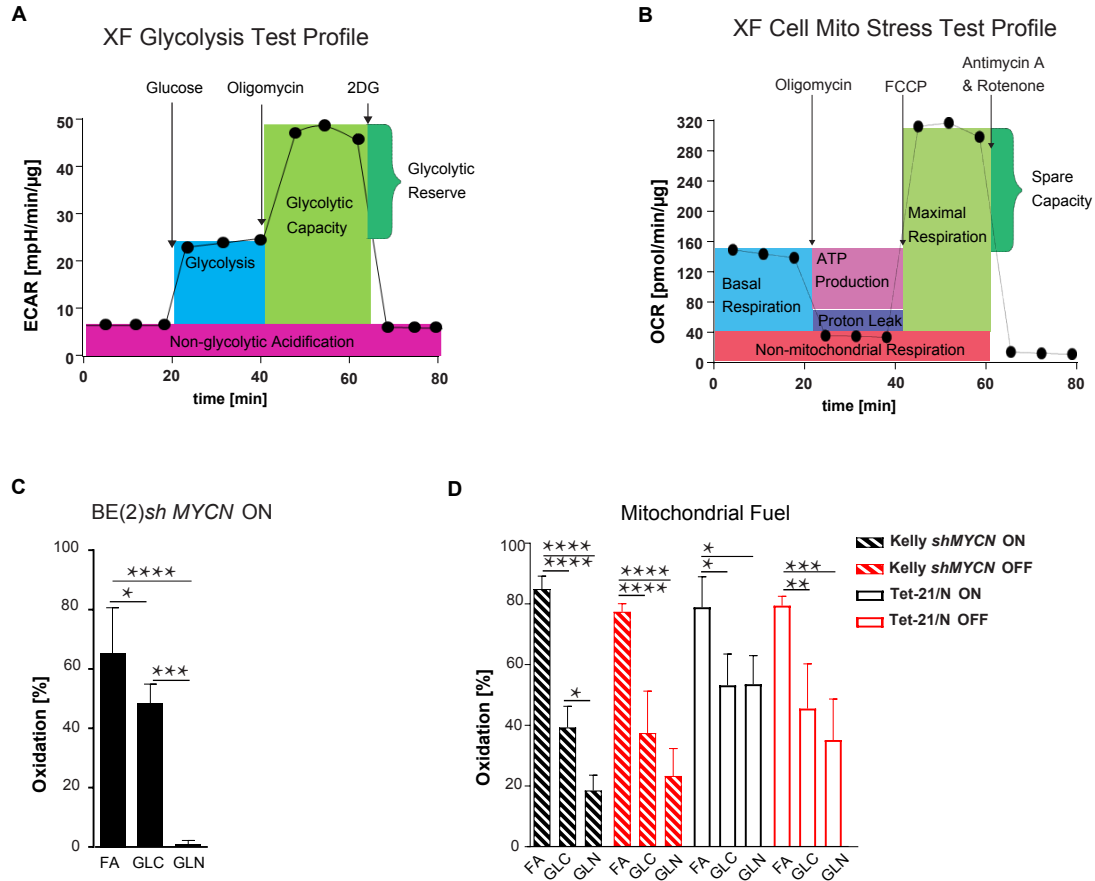 A
XF Glycolysis Test Profile
Glucose
Oligomycin
2DG
ECAR [mpH/min/µg]
50
40
30
20
10
0
Glycolysis
Glycolytic
Capacity
Glycolytic
Reserve
Non-glycolytic Acidification
0
20
40
60
80
time [min]
B
XF Cell Mito Stress Test Profile
Oligomycin
FCCP
Antimycin A
& Rotenone
OCR [pmol/min/µg]
320
280
240
200
160
120
80
40
0
Basal
Respiration
ATP
Production
Proton Leak
Maximal
Respiration
Spare
Capacity
Non-mitochondrial Respiration
0
20
40
60
80
time [min]
C
BE(2)sh MYCN ON
Oxidation [%]
100
80
60
40
20
0
****
*
***
FA
GLC
GLN
D
Mitochondrial Fuel
Oxidation [%]
100
80
60
40
20
0
****
****
*
****
****
*
*
***
**
FA
GLC
GLN
FA
GLC
GLN
FA
GLC
GLN
FA
GLC
GLN
Kelly shMYCN ON
Kelly shMYCN OFF
Tet-21/N ON
Tet-21/N OFF